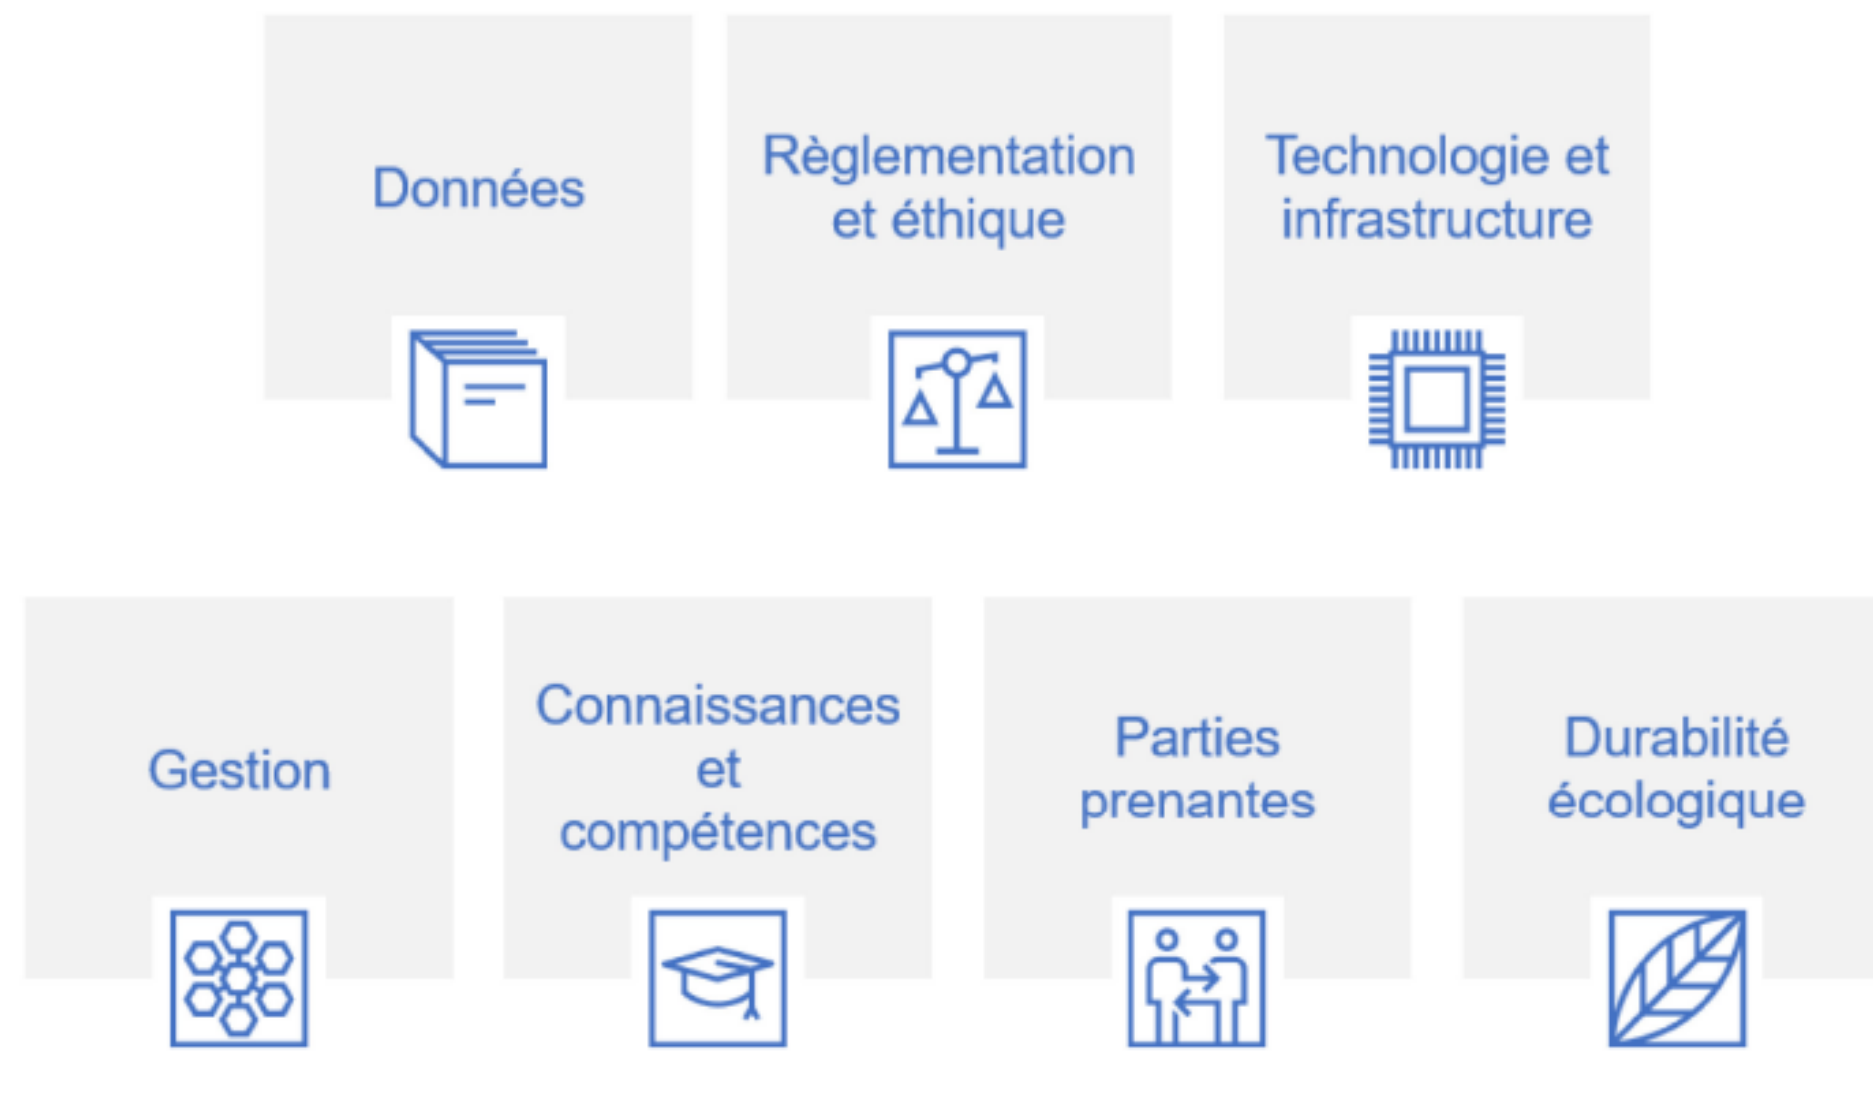 Données
Règlementation
et éthique
Technologie et
infrastructure
Gestion
Connaissances
et
compétences
Parties
prenantes
Durabilité
écologique